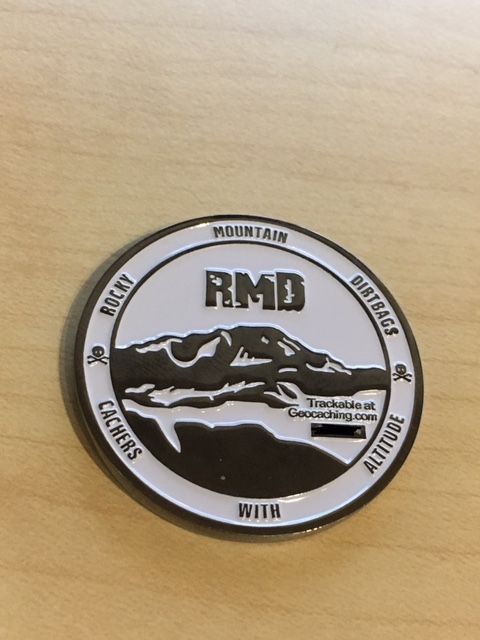 ROCKY MOUNTAIN DIRTBAGS
RMD
Trackable at
Geocaching.com
CACHERS WITH ALTITUDE